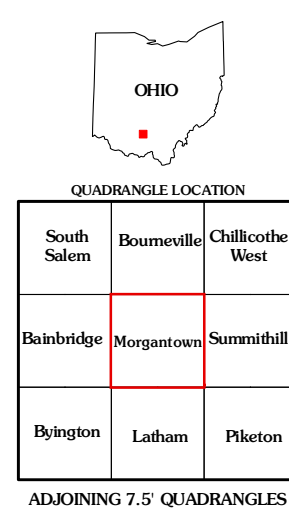 OHIO
QUADRANGLE LOCATION
South
Salem
Bourneville
Chillicothe
West
Bainbridge
Morgantown
Summithill
Byington
Latham
Piketon
ADJOINING 7.5' QUADRANGLES